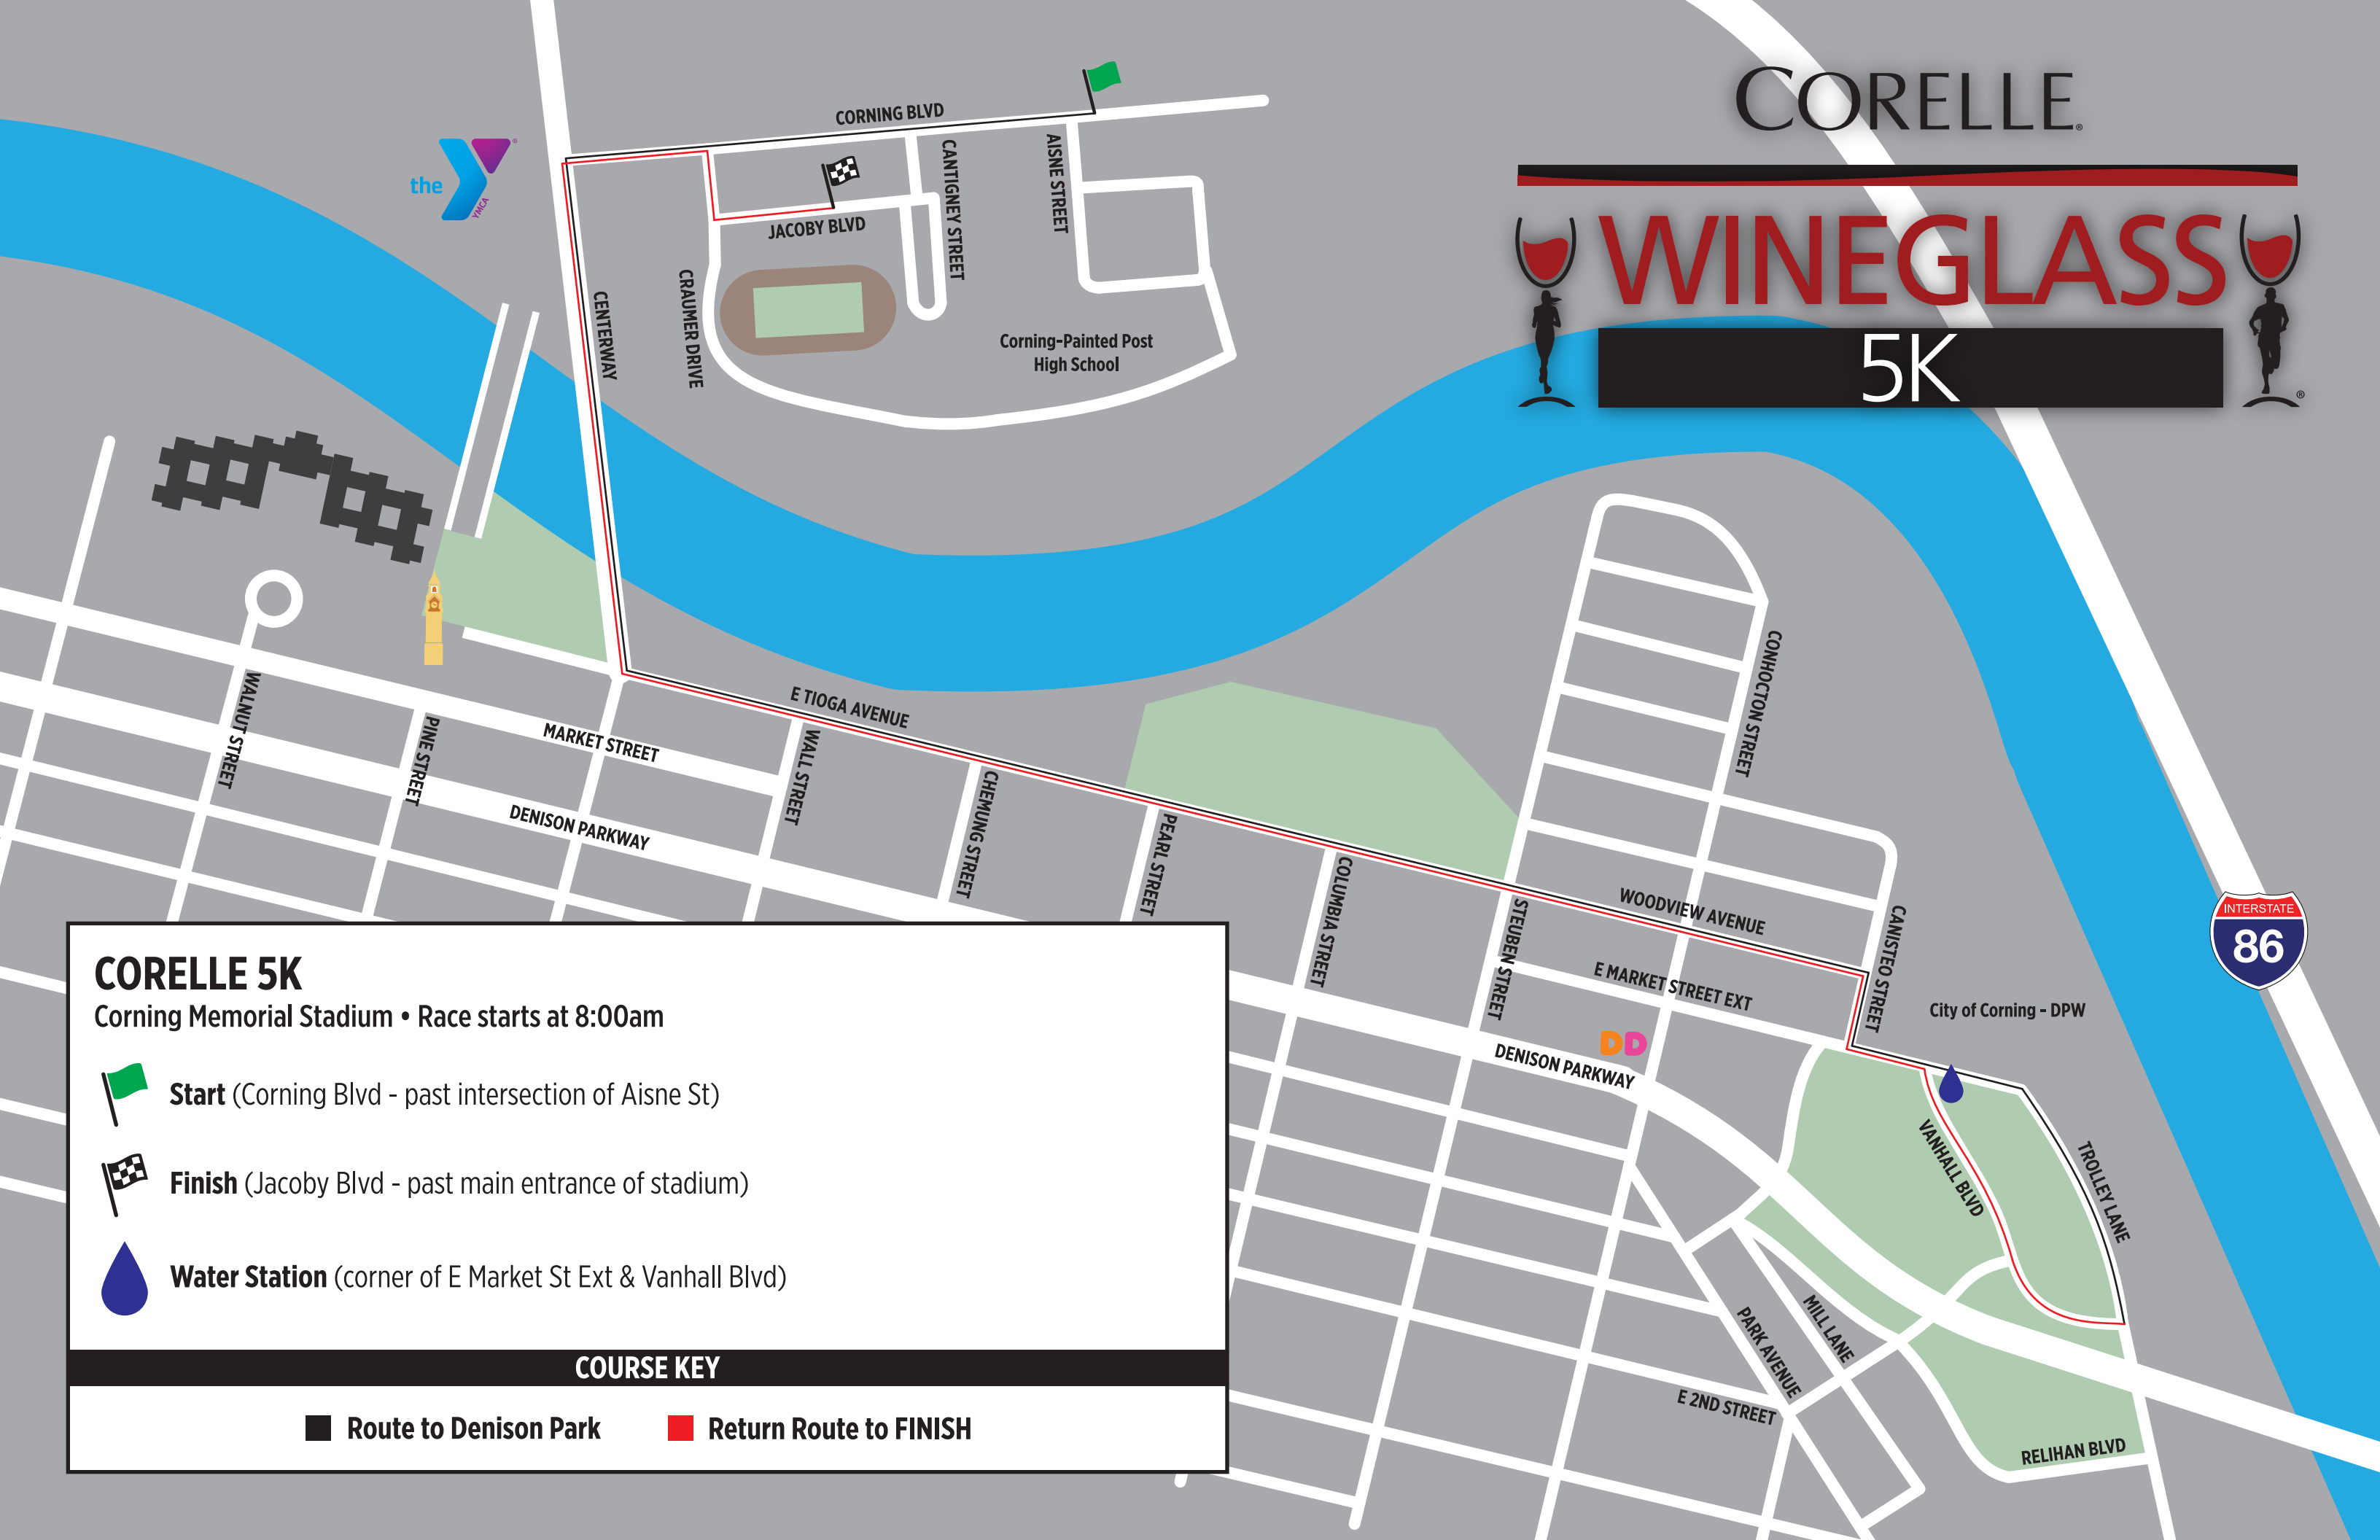 CORELLE®
WINEGLASS
5K
®
the
YMCA
®
CORNING BLVD
CANTIGNEY STREET
AISNE STREET
JACOBY BLVD
CENTERWAY
CRAUMER DRIVE
Corning-Painted Post
High School
CONHOCTON STREET
WALNUT STREET
PINE STREET
MARKET STREET
E TIOGA AVENUE
WALL STREET
DENISON PARKWAY
CHEMUNG STREET
PEARL STREET
COLUMBIA STREET
STEUBEN STREET
WOODVIEW AVENUE
E MARKET STREET EXT
CANISTEO STREET
INTERSTATE
86
City of Corning - DPW
DD
DENISON PARKWAY
VANHALL BLVD
TROLLEY LANE
MILL LANE
PARK AVENUE
E 2ND STREET
RELIHAN BLVD
CORELLE 5K
Corning Memorial Stadium • Race starts at 8:00am
Start (Corning Blvd - past intersection of Aisne St)
Finish (Jacoby Blvd - past main entrance of stadium)
Water Station (corner of E Market St Ext & Vanhall Blvd)
COURSE KEY
Route to Denison Park
Return Route to FINISH